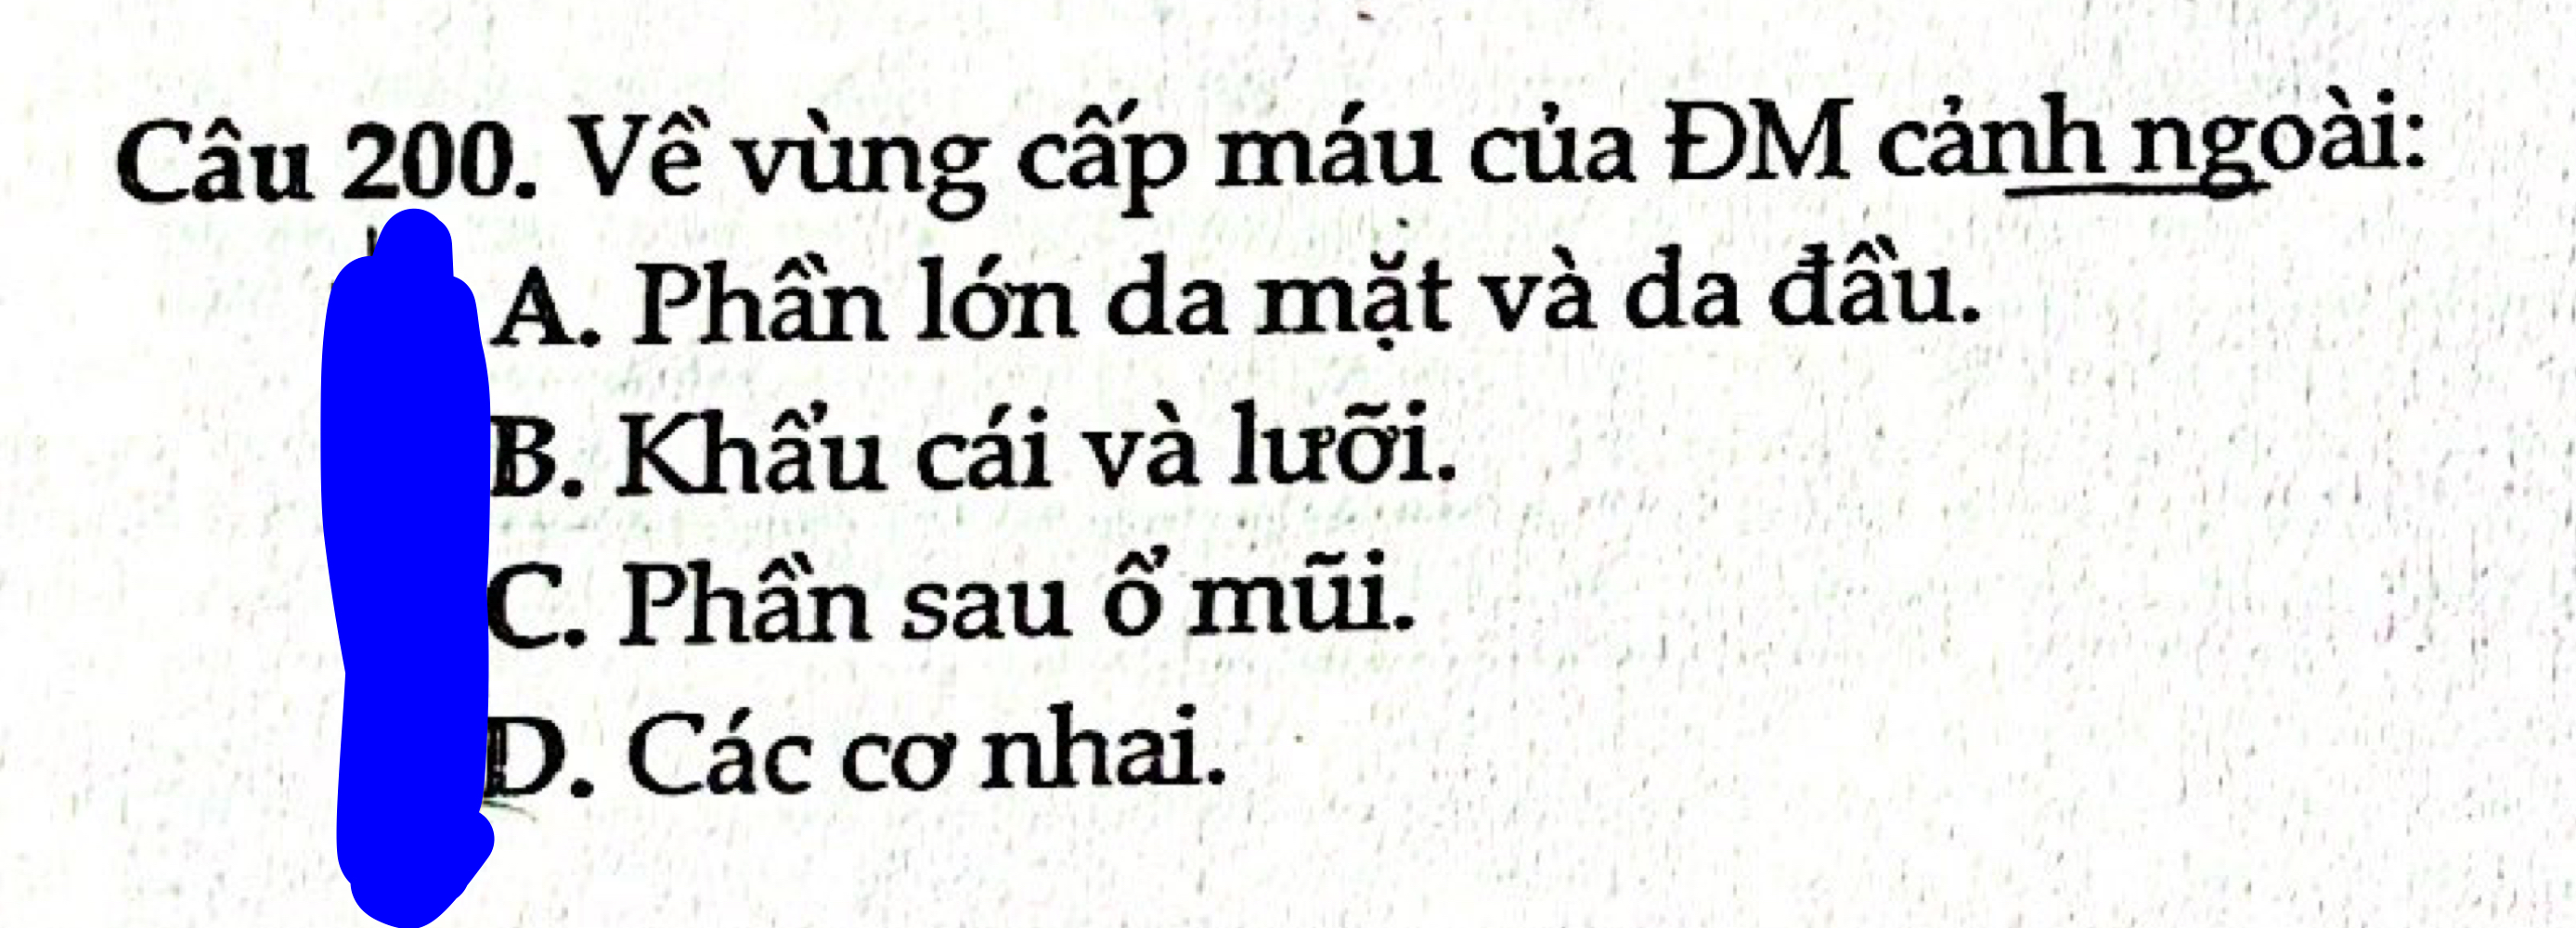 Câu 200. Về vùng cấp máu của ĐM cảnh ngoài:
A. Phần lớn da mặt và da đầu.
B. Khẩu cái và lưỡi.
C. Phần sau ổ mũi.
D. Các cơ nhai.